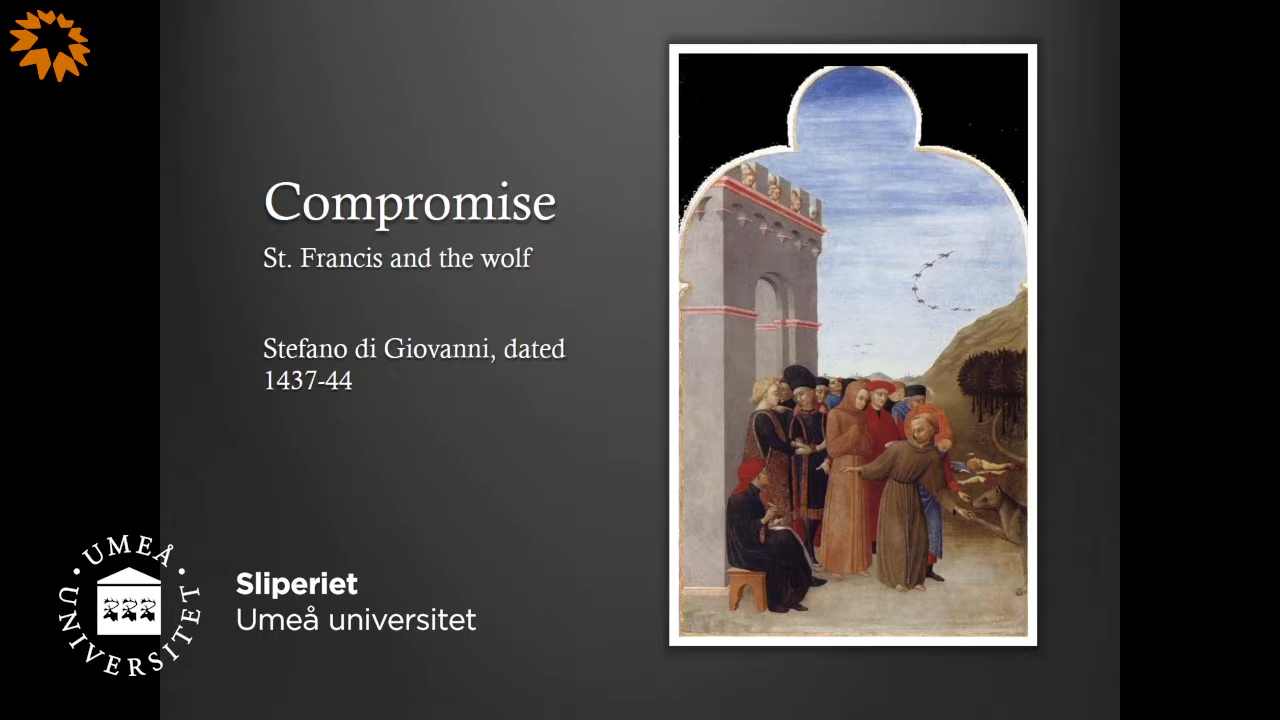 Compromise
St. Francis and the wolf
Stefano di Giovanni, dated
1437-44
UMEÅ UNIVERSITET
Sliperiet
Umeå universitet